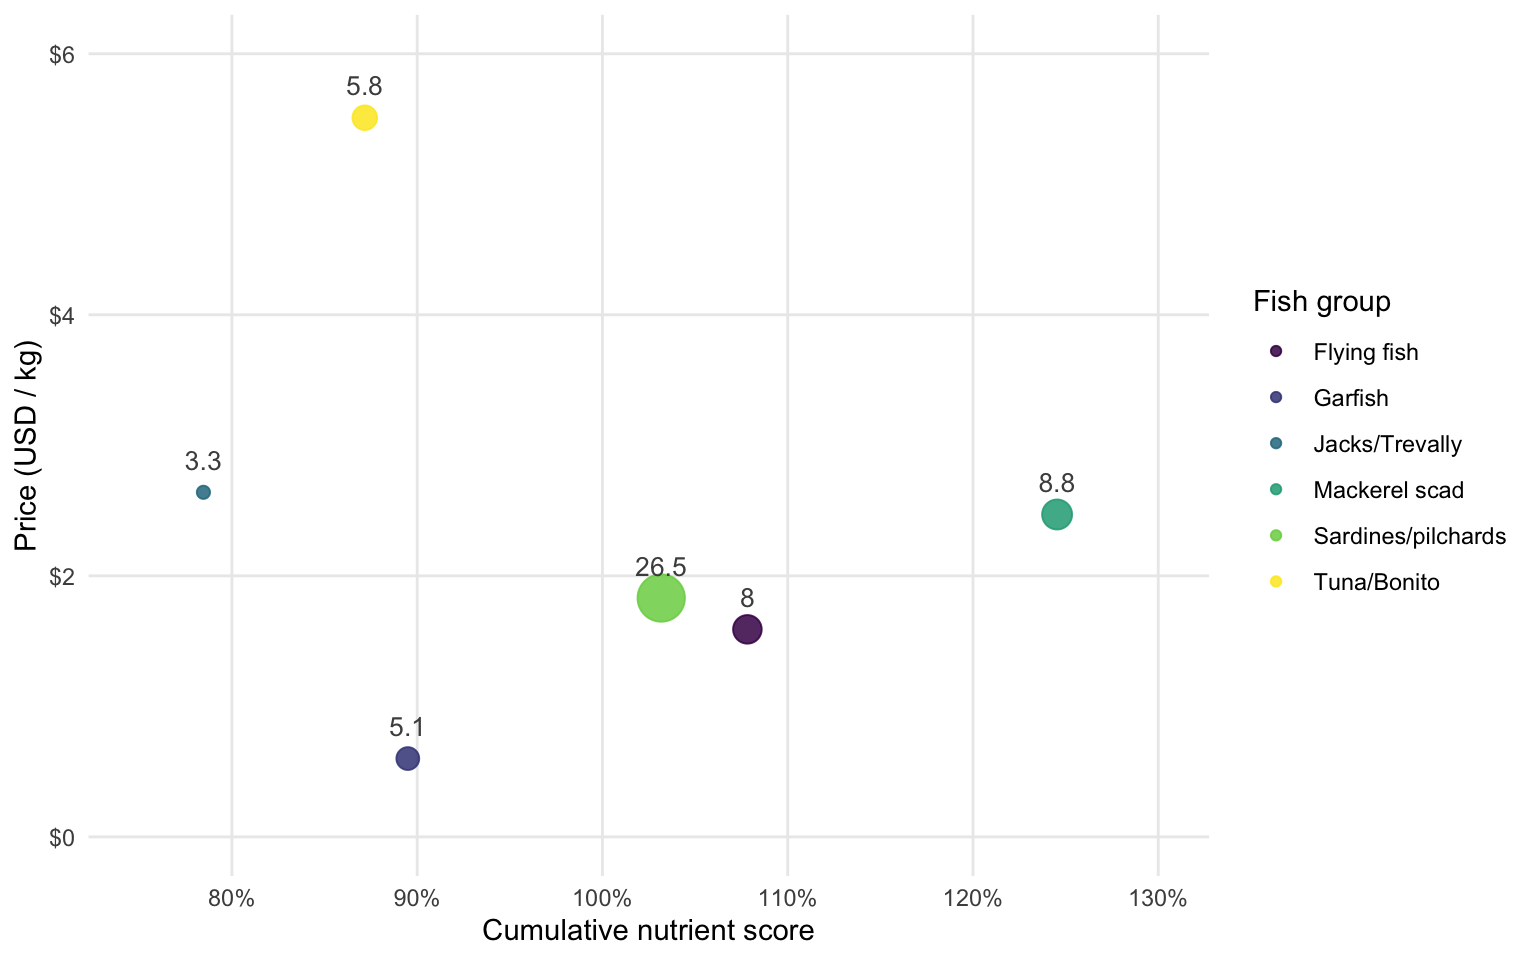 $6
5.8
$4
Price (USD / kg)
3.3
8.8
26.5
$2
8
5.1
$0
80% 90% 100% 110% 120% 130%
Cumulative nutrient score
Fish group
Flying fish
Garfish
Jacks/Trevally
Mackerel scad
Sardines/pilchards
Tuna/Bonito